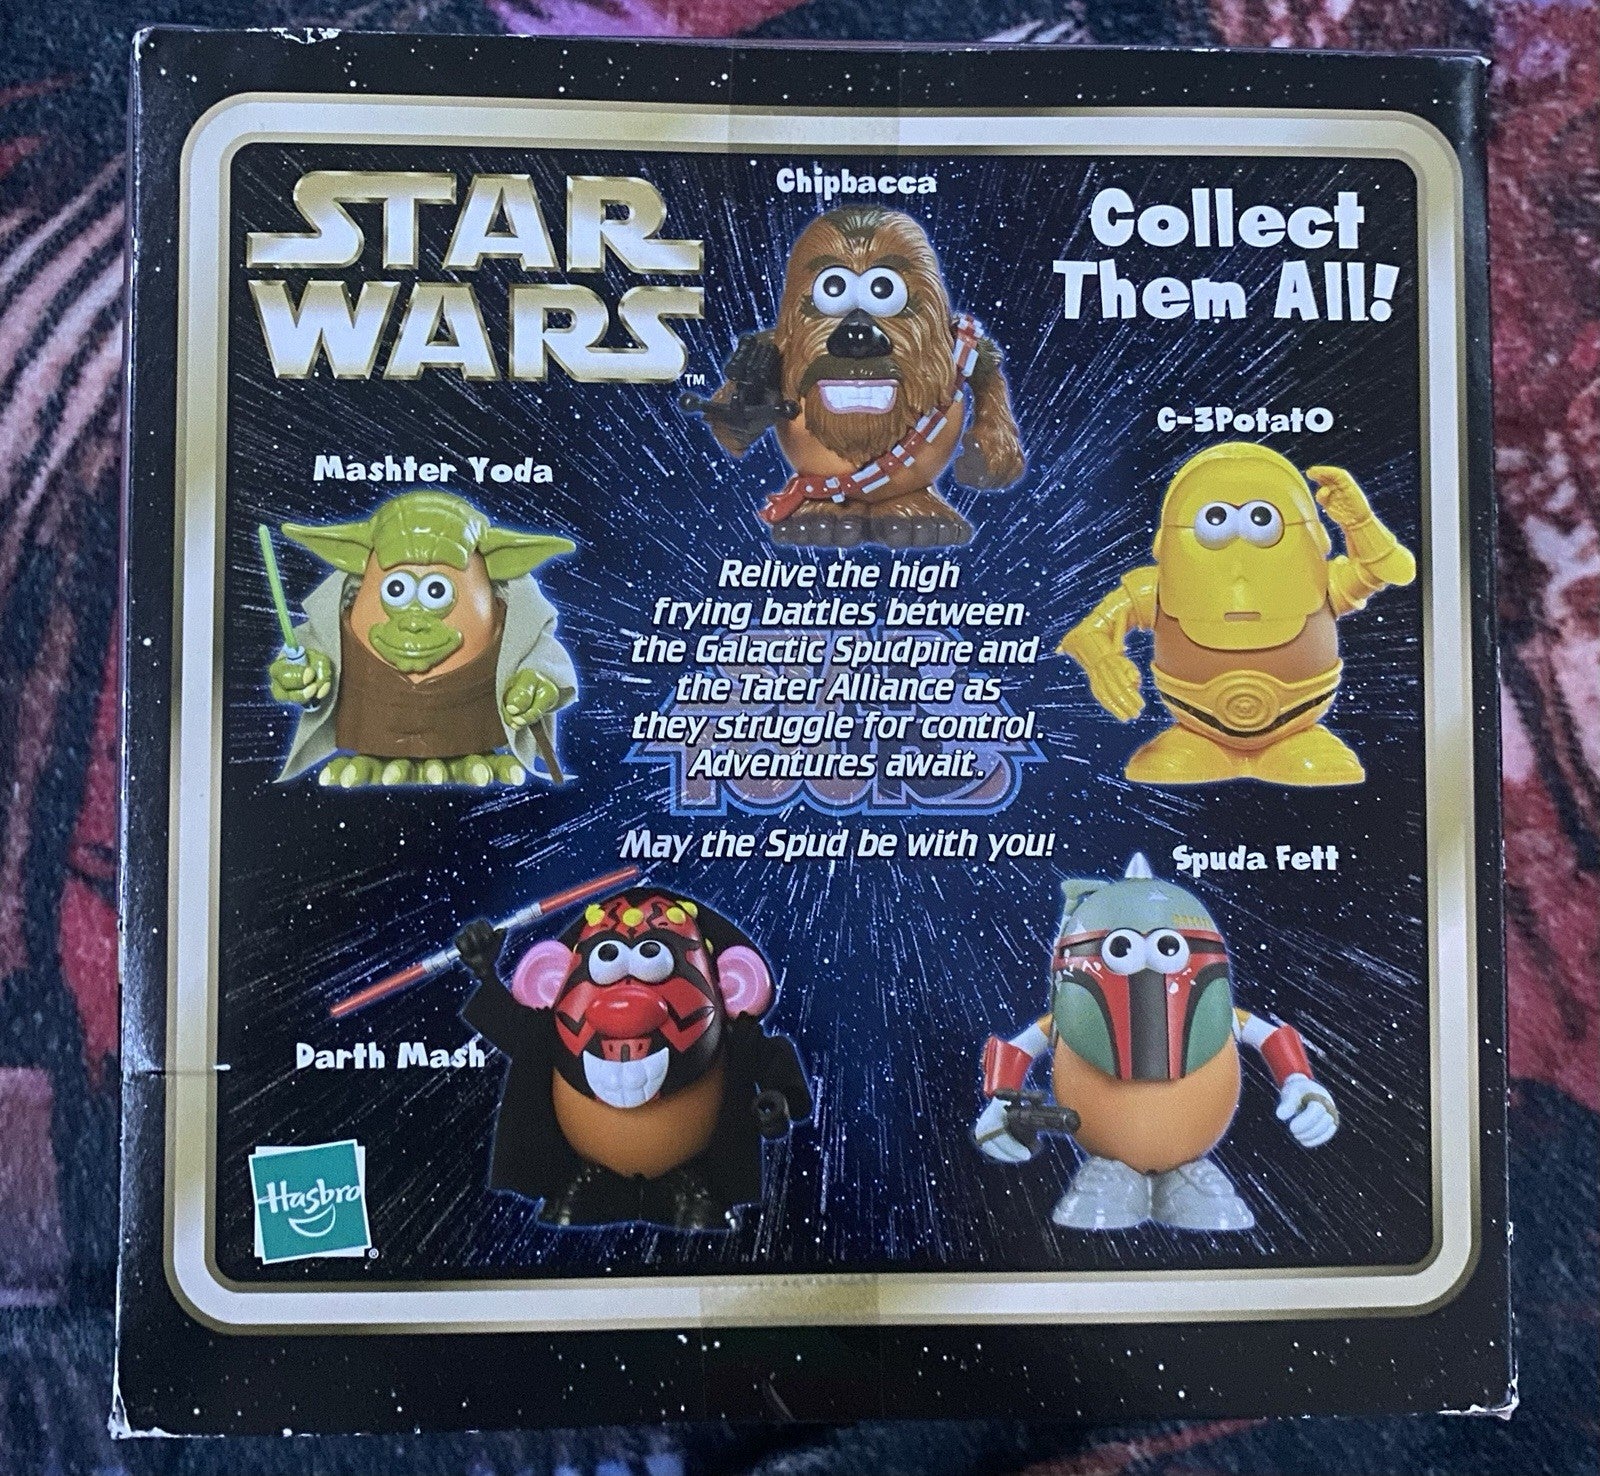 STAR
WARS
TM
Chipbacca
Collect
Them All!
C-3PotatO
Mashter Yoda
Relive the high
frying battles between
the Galactic Spudpire and
the Tater Alliance as
they struggle for control.
Adventures await.
May the Spud be with you!
Spuda Fett
Darth Mash
Hasbro
®